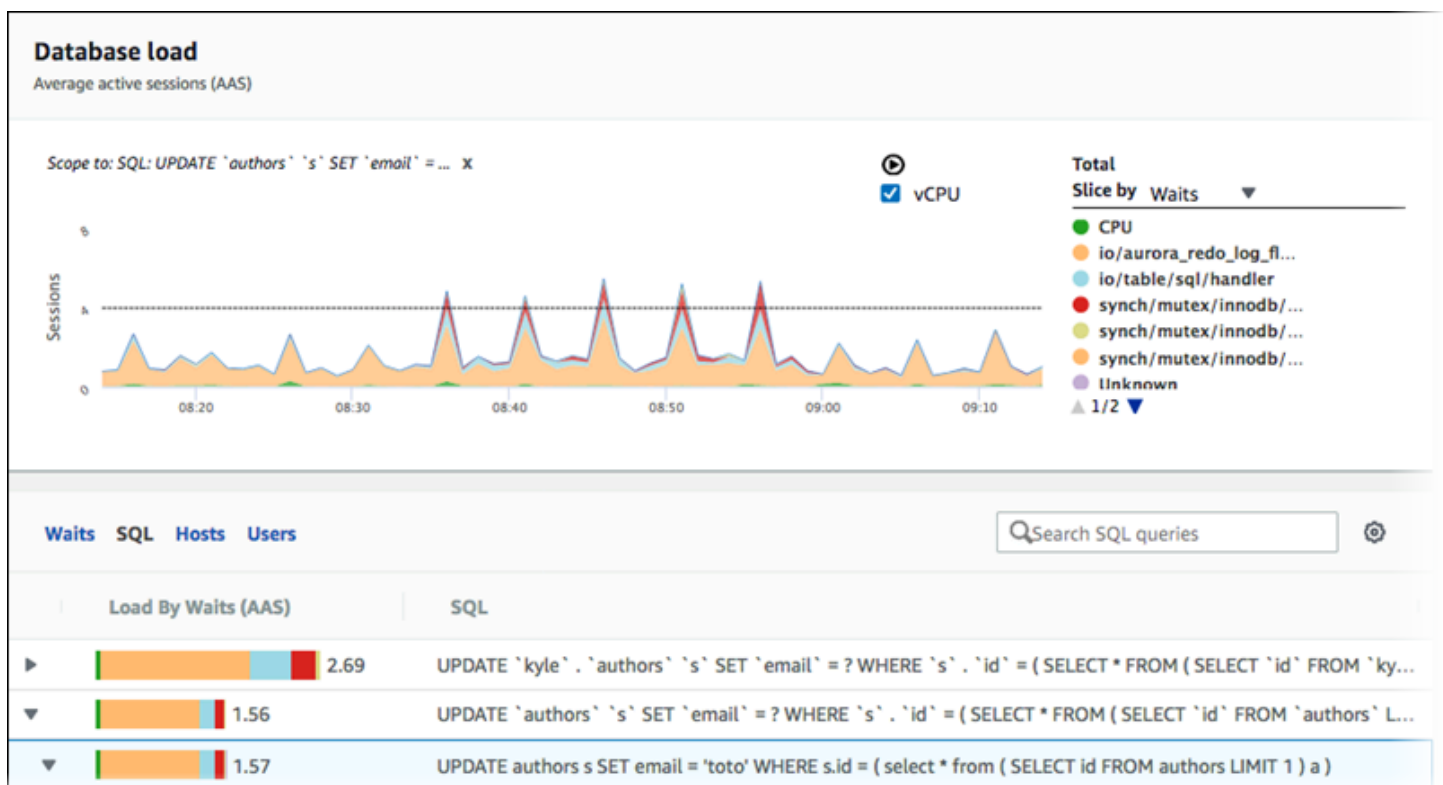 Database load
Average active sessions (AAS)
Scope to: SQL: UPDATE `authors` `s` SET `email` = ... x
vCPU
Total
Slice by Waits
CPU
io/aurora_redo_log_fl...
io/table/sql/handler
synch/mutex/innodb/...
synch/mutex/innodb/...
synch/mutex/innodb/...
Unknown
1/2
Sessions
8
4
0
08:20 08:30 08:40 08:50 09:00 09:10
Waits SQL Hosts Users
Search SQL queries
Load By Waits (AAS) SQL
2.69 UPDATE `kyle` . `authors` `s` SET `email` = ? WHERE `s` . `id` = ( SELECT * FROM ( SELECT `id` FROM `ky...
1.56 UPDATE `authors` `s` SET `email` = ? WHERE `s` . `id` = ( SELECT * FROM ( SELECT `id` FROM `authors` L...
1.57 UPDATE authors s SET email = 'toto' WHERE s.id = ( select * from ( SELECT id FROM authors LIMIT 1 ) a )